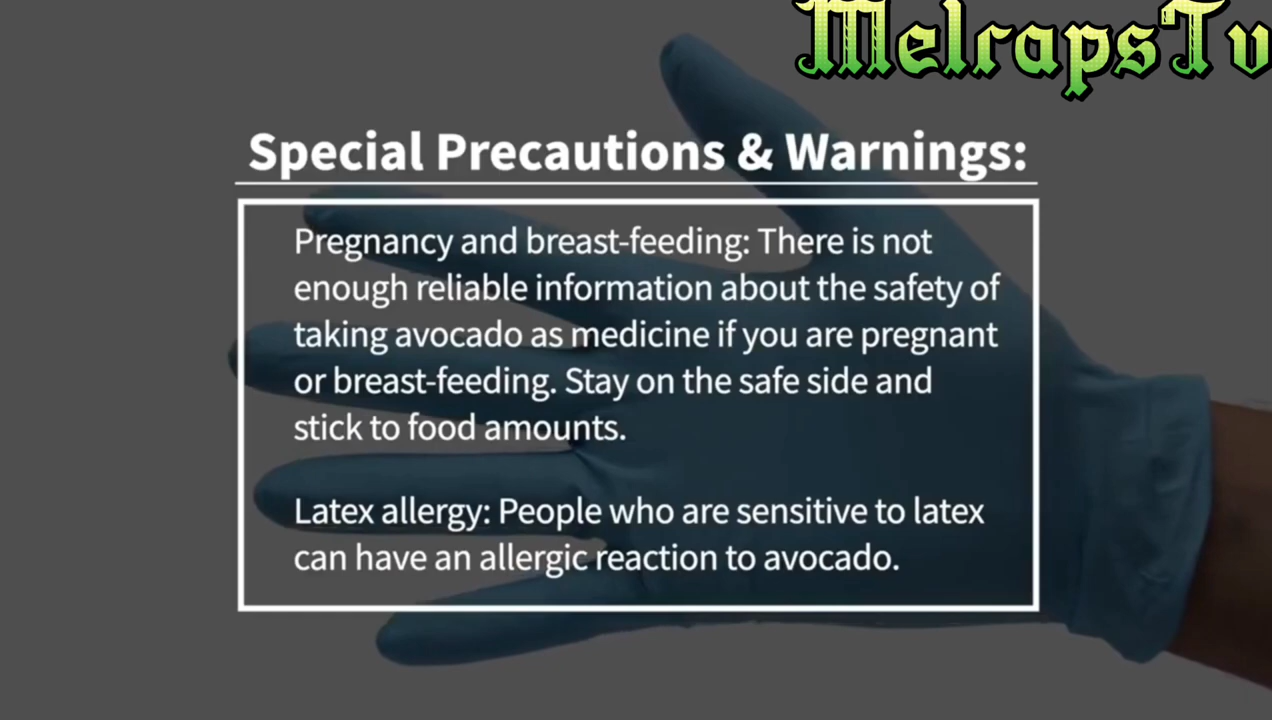 MelrapsTv
Special Precautions & Warnings:
Pregnancy and breast-feeding: There is not
enough reliable information about the safety of
taking avocado as medicine if you are pregnant
or breast-feeding. Stay on the safe side and
stick to food amounts.
Latex allergy: People who are sensitive to latex
can have an allergic reaction to avocado.